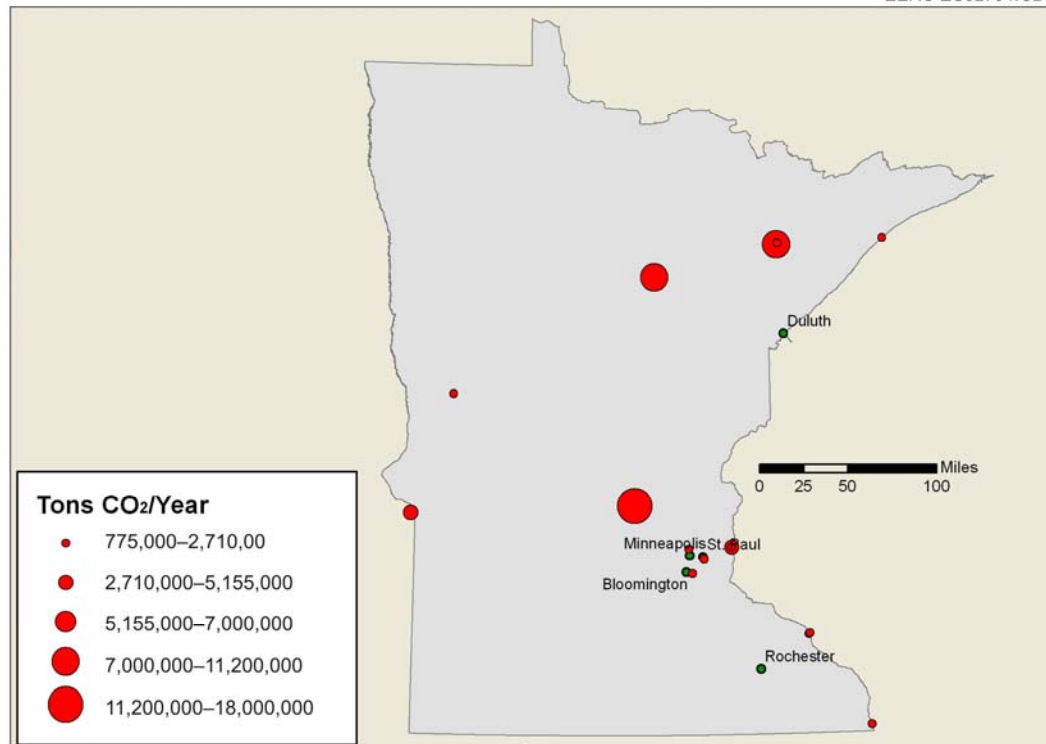 Duluth
Miles
0 25 50 100
Minneapolis St. Paul
Bloomington
Rochester
Tons CO₂/Year
775,000–2,710,00
2,710,000–5,155,000
5,155,000–7,000,000
7,000,000–11,200,000
11,200,000–18,000,000